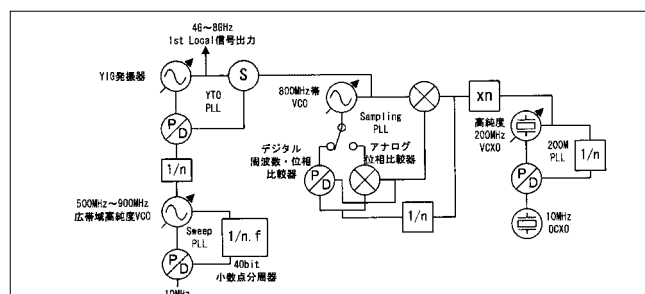 4G～8GHz
1st Local信号出力
YIG発振器
S
YTO
PLL
P/D
1/n
500MHz～900MHz
広帯域高純度VCO
Sweep
PLL
1/n.f
P/D
40bit
小数点分周器
10MHz
800MHz帯
VCO
Sampling
PLL
デジタル
周波数・位相
比較器
アナログ
位相比較器
P/D
1/n
xn
高純度
200MHz
VCXO
200M
PLL
1/n
P/D
10MHz
OCXO